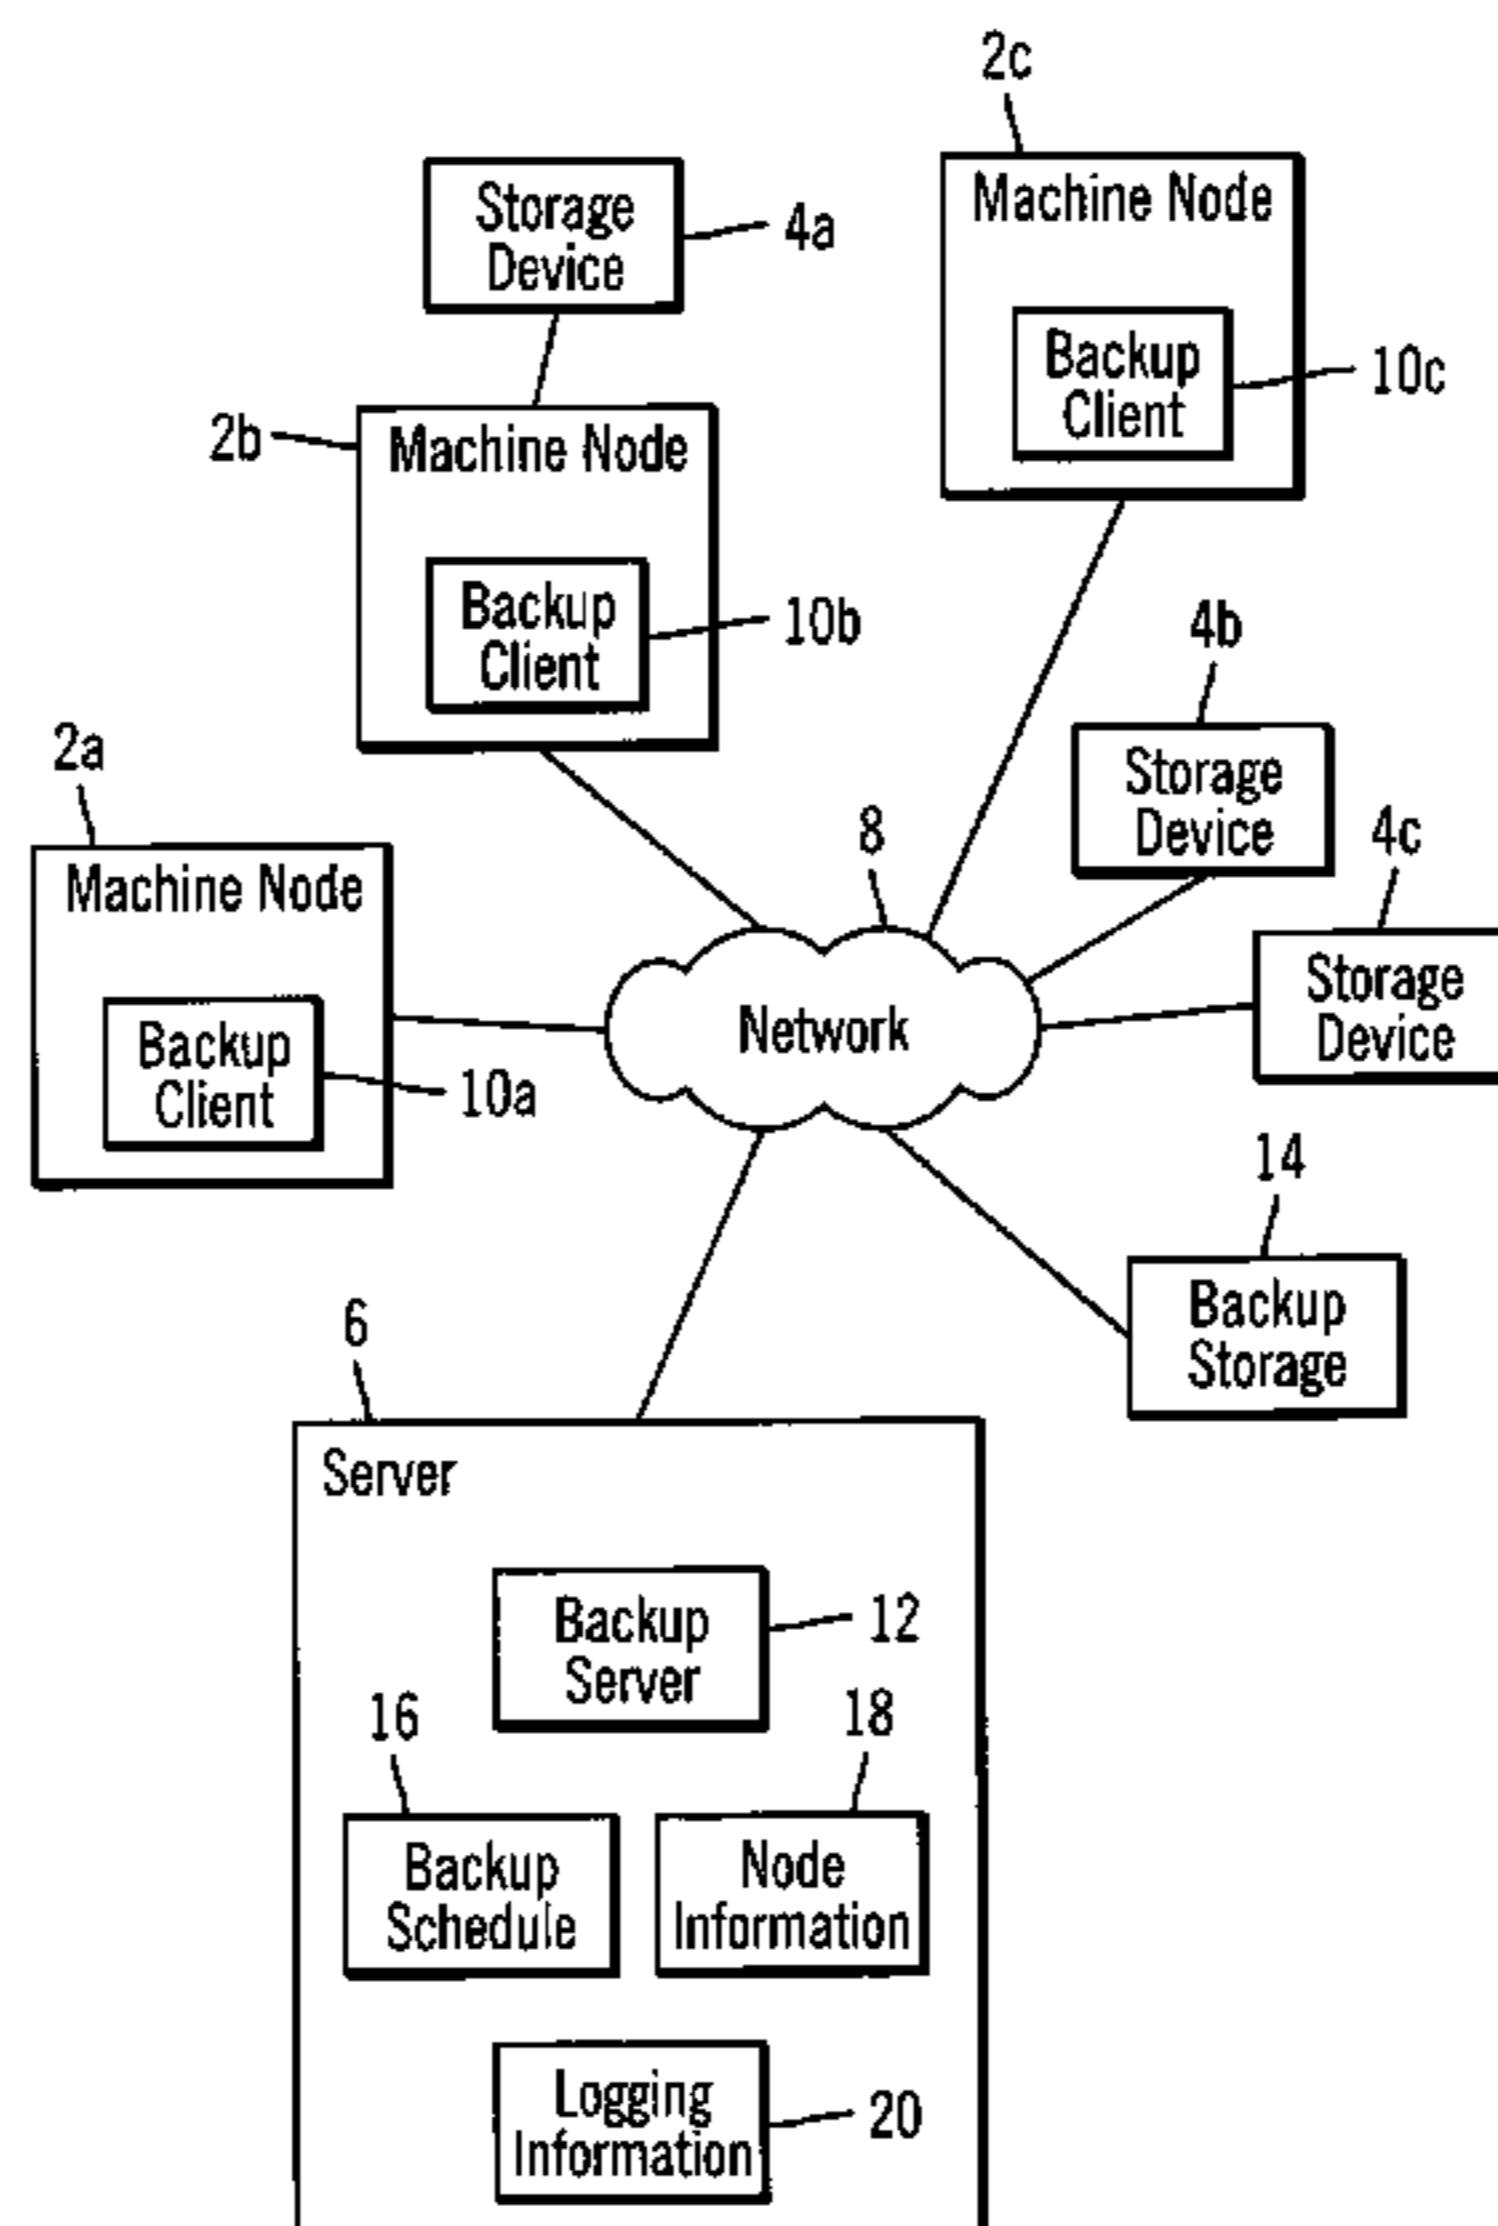 2c
Machine Node
Backup
Client
10c
Storage
Device
4a
2b
Machine Node
Backup
Client
10b
4b
Storage
Device
2a
Machine Node
Backup
Client
10a
8
Network
4c
Storage
Device
14
Backup
Storage
6
Server
Backup
Server
12
16
Backup
Schedule
18
Node
Information
Logging
Information
20